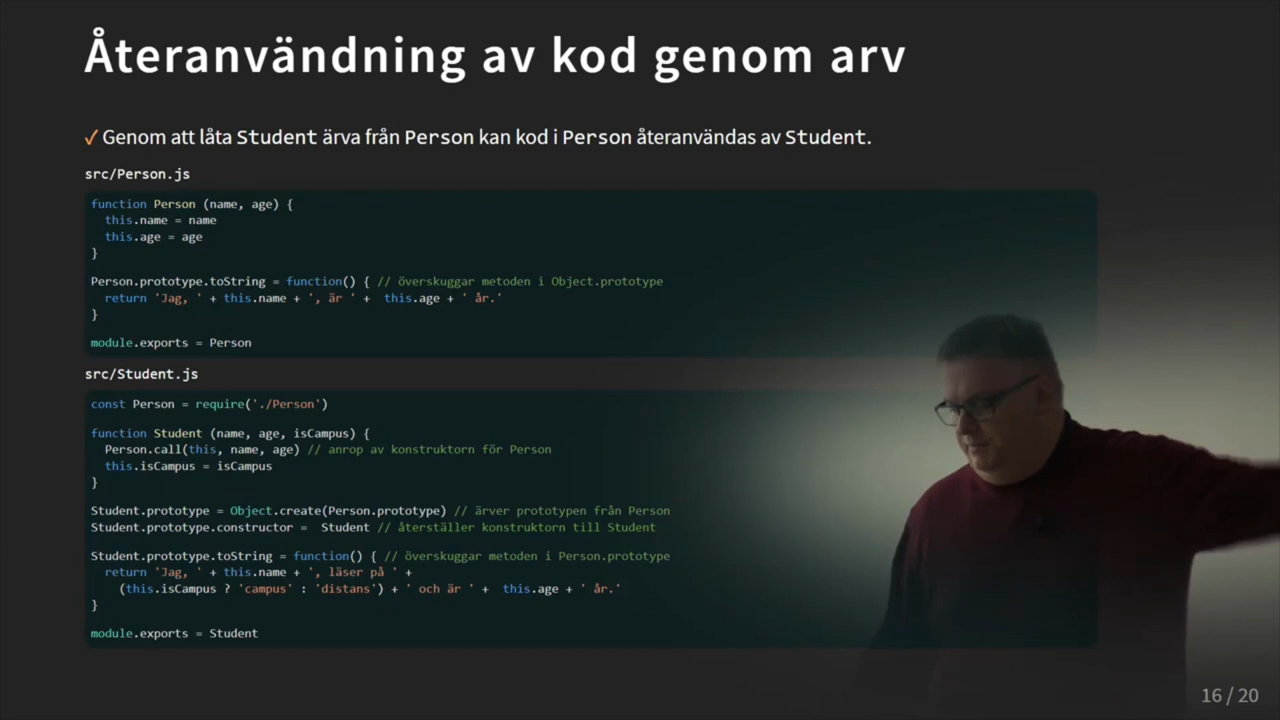 Återanvändning av kod genom arv
✓ Genom att låta Student ärva från Person kan kod i Person återanvändas av Student.
src/Person.js
function Person (name, age) {
  this.name = name
  this.age = age
}
Person.prototype.toString = function() { // överskuggar metoden i Object.prototype
  return 'Jag, ' + this.name + ', är ' +  this.age + ' år.'
}
module.exports = Person
src/Student.js
const Person = require('./Person')
function Student (name, age, isCampus) {
  Person.call(this, name, age) // anrop av konstruktorn för Person
  this.isCampus = isCampus
}
Student.prototype = Object.create(Person.prototype) // ärver prototypen från Person
Student.prototype.constructor =  Student // återställer konstruktorn till Student
Student.prototype.toString = function() { // överskuggar metoden i Person.prototype
  return 'Jag, ' + this.name + ', läser på ' +
    (this.isCampus ? 'campus' : 'distans') + ' och är ' +  this.age + ' år.'
}
module.exports = Student
16 / 20